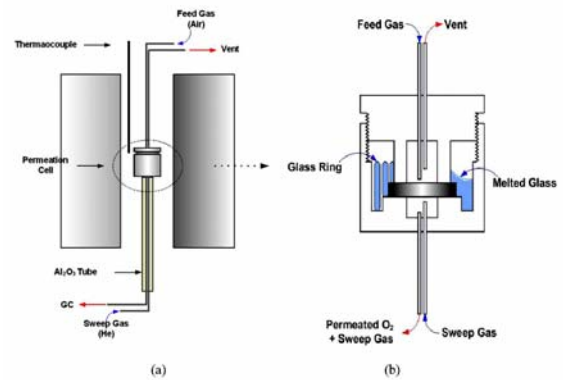 Feed Gas
(Air)
Thermaocouple
Vent
Permeation
Cell
Al₂O₃ Tube
GC
Sweep Gas
(He)
(a)
Feed Gas
Vent
Glass Ring
Melted Glass
Permeated O₂
+ Sweep Gas
Sweep Gas
(b)